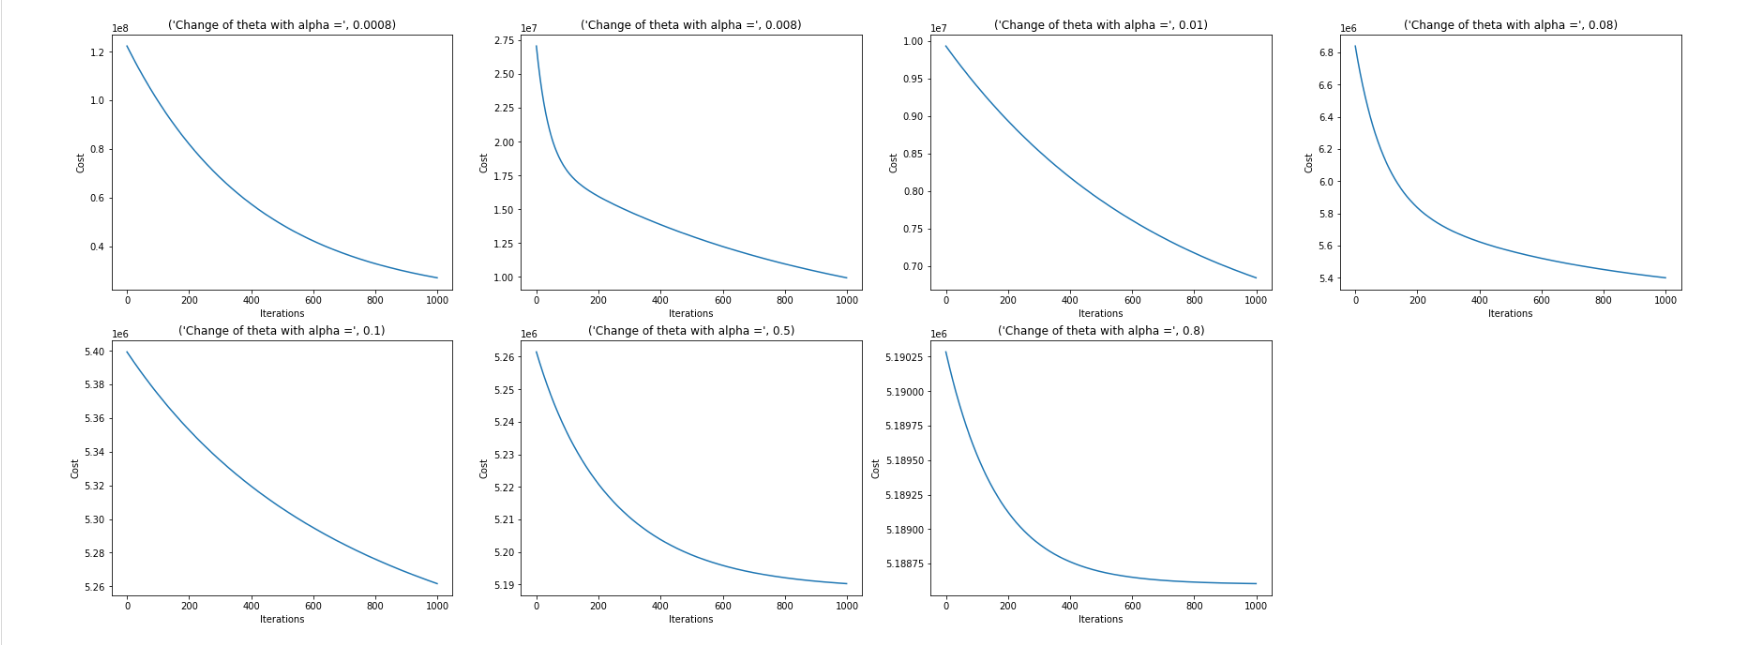 ('Change of theta with alpha =', 0.0008)
1e8
1.2
1.0
0.8
0.6
0.4
Cost
0 200 400 600 800 1000
Iterations
('Change of theta with alpha =', 0.008)
1e7
2.75
2.50
2.25
2.00
1.75
1.50
1.25
1.00
Cost
0 200 400 600 800 1000
Iterations
('Change of theta with alpha =', 0.01)
1e7
1.00
0.95
0.90
0.85
0.80
0.75
0.70
Cost
0 200 400 600 800 1000
Iterations
('Change of theta with alpha =', 0.08)
1e6
6.8
6.6
6.4
6.2
6.0
5.8
5.6
5.4
Cost
0 200 400 600 800 1000
Iterations
('Change of theta with alpha =', 0.1)
1e6
5.40
5.38
5.36
5.34
5.32
5.30
5.28
5.26
Cost
0 200 400 600 800 1000
Iterations
('Change of theta with alpha =', 0.5)
1e6
5.26
5.25
5.24
5.23
5.22
5.21
5.20
5.19
Cost
0 200 400 600 800 1000
Iterations
('Change of theta with alpha =', 0.8)
1e6
5.19025
5.19000
5.18975
5.18950
5.18925
5.18900
5.18875
Cost
0 200 400 600 800 1000
Iterations